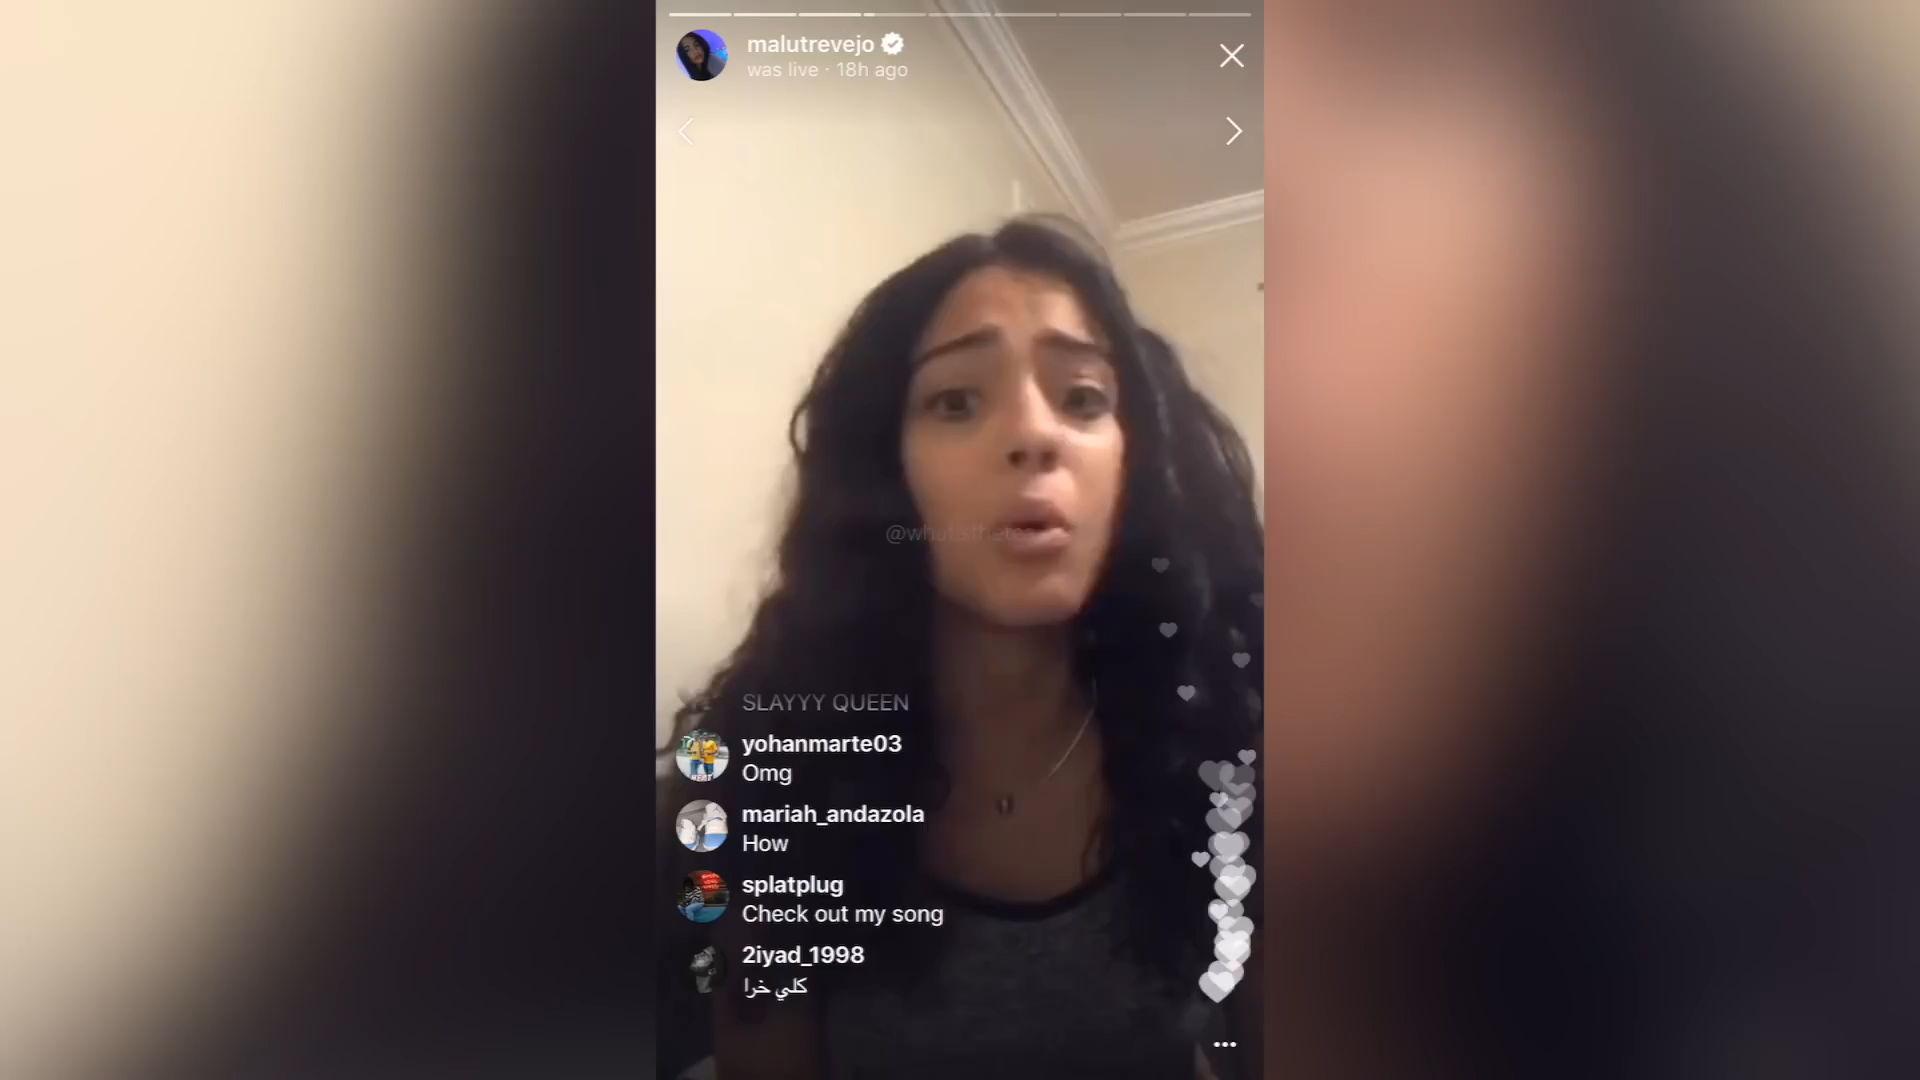 malutrevejo
was live · 18h ago
SLAYYY QUEEN
yohanmarte03
Omg
mariah_andazola
How
splatplug
Check out my song
2iyad_1998
كلي خرا